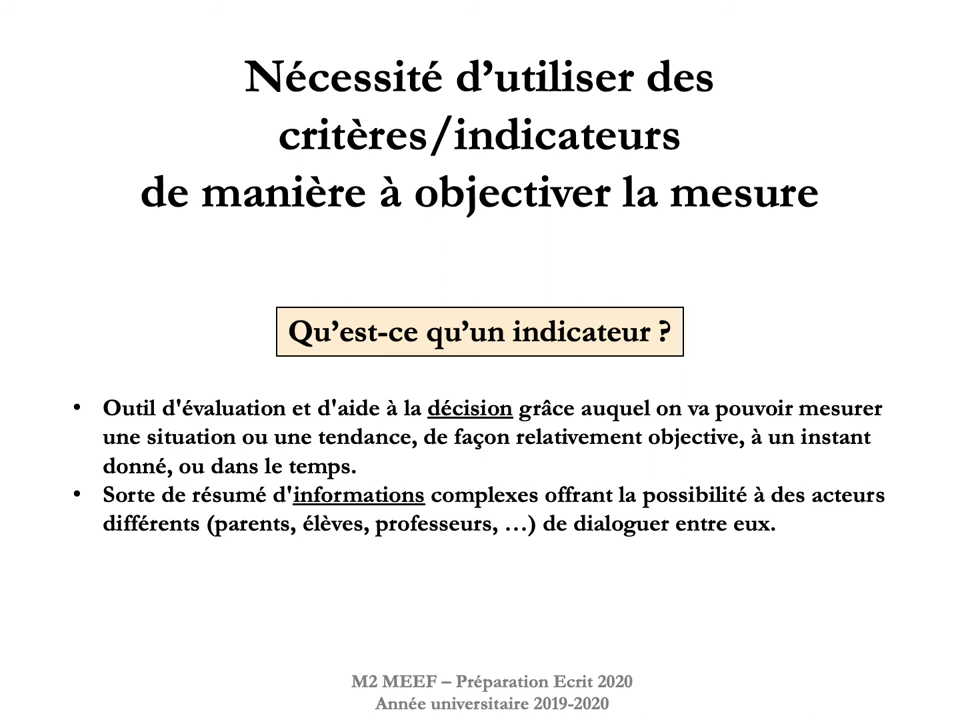 Nécessité d’utiliser des
critères/indicateurs
de manière à objectiver la mesure
Qu’est-ce qu’un indicateur ?
• Outil d'évaluation et d'aide à la décision grâce auquel on va pouvoir mesurer
une situation ou une tendance, de façon relativement objective, à un instant
donné, ou dans le temps.
• Sorte de résumé d'informations complexes offrant la possibilité à des acteurs
différents (parents, élèves, professeurs, …) de dialoguer entre eux.
M2 MEEF – Préparation Ecrit 2020
Année universitaire 2019-2020